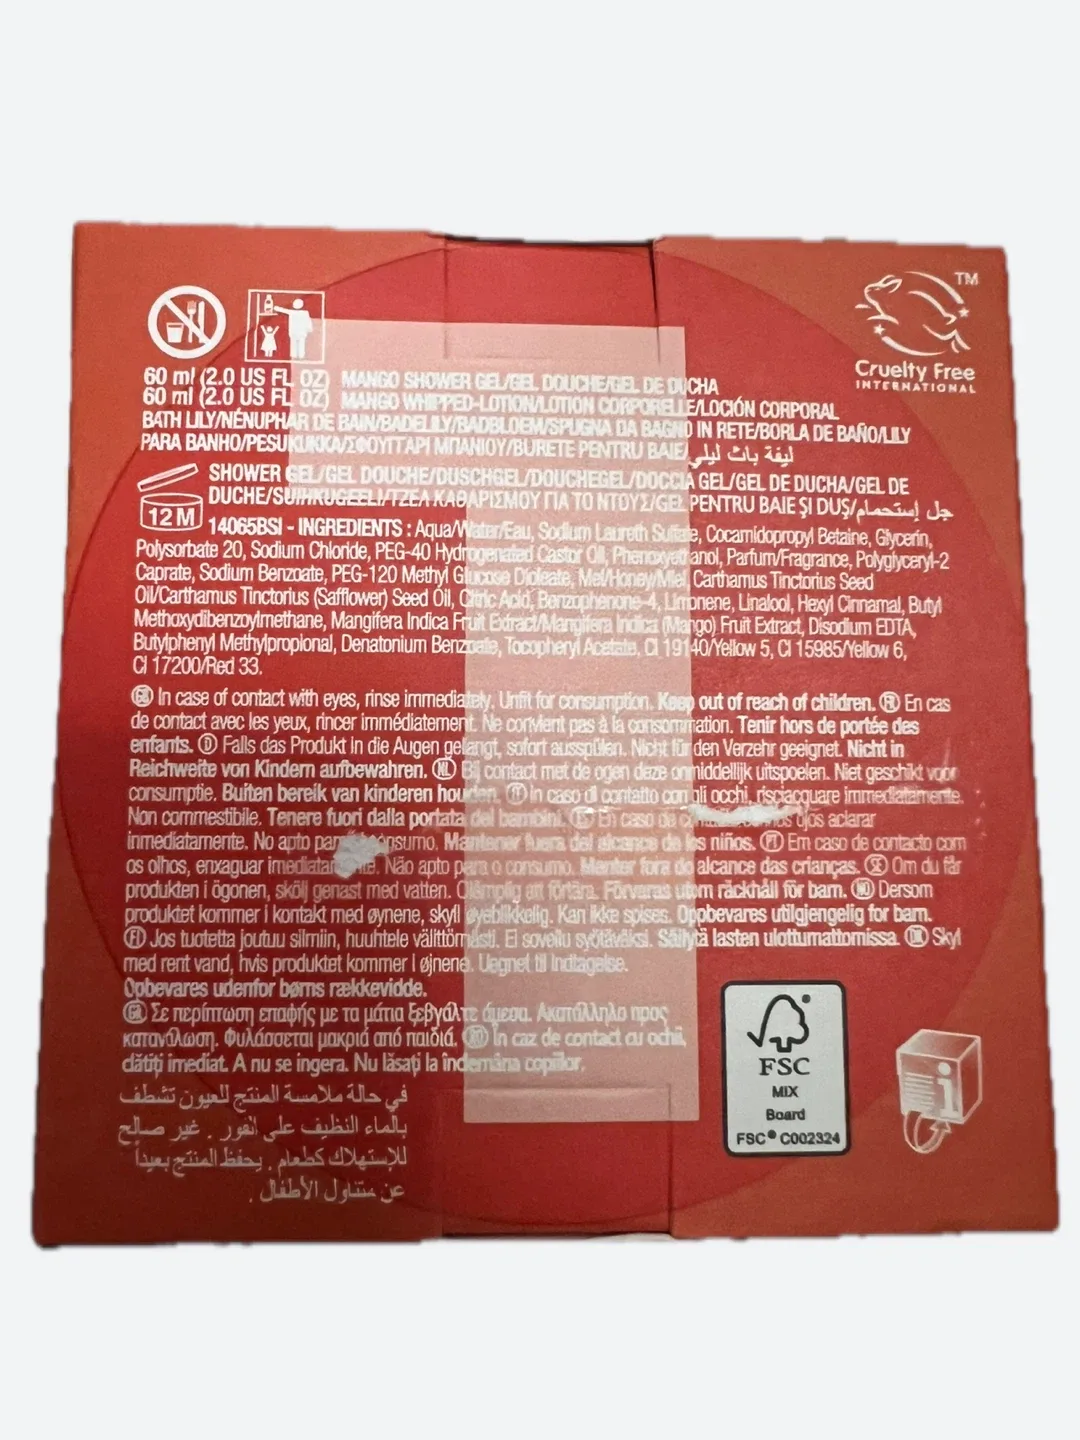 TM
Cruelty Free
INTERNATIONAL
60 ml (2.0 US FL OZ) MANGO SHOWER GEL/GEL DOUCHE/GEL DE DUCHA
60 ml (2.0 US FL OZ) MANGO WHIPPED-LOTION/LOTION CORPORELLE/LOCIÓN CORPORAL
BATH LILY/NÉNUPHAR DE BAIN/BADELILY/BADBLOEM/SPUGNA DA BAGNO IN RETE/BORLA DE BAÑO/LILY
PARA BANHO/PESUKUKKA/ΣΦΟΥΓΓΑΡΙ ΜΠΑΝΙΟΥ/BURETE PENTRU BAIE/ليفة باث ليلي
SHOWER GEL/GEL DOUCHE/DUSCHGEL/DOUCHEGEL/DOCCIA GEL/GEL DE DUCHA/GEL DE
DUCHE/SUIHKUGEELI/ΤΖΕΛ ΚΑΘΑΡΙΣΜΟΥ ΓΙΑ ΤΟ ΝΤΟΥΣ/GEL PENTRU BAIE ȘI DUȘ/جل إستحمام
12 M
14065BSI - INGREDIENTS : Aqua/Water/Eau, Sodium Laureth Sulfate, Cocamidopropyl Betaine, Glycerin,
Polysorbate 20, Sodium Chloride, PEG-40 Hydrogenated Castor Oil, Phenoxyethanol, Parfum/Fragrance, Polyglyceryl-2
Caprate, Sodium Benzoate, PEG-120 Methyl Glucose Dioleate, Mel/Honey/Miel, Carthamus Tinctorius Seed
Oil/Carthamus Tinctorius (Safflower) Seed Oil, Citric Acid, Benzophenone-4, Limonene, Linalool, Hexyl Cinnamal, Butyl
Methoxydibenzoylmethane, Mangifera Indica Fruit Extract/Mangifera Indica (Mango) Fruit Extract, Disodium EDTA,
Butylphenyl Methylpropional, Denatonium Benzoate, Tocopheryl Acetate, CI 19140/Yellow 5, CI 15985/Yellow 6,
CI 17200/Red 33.
GB In case of contact with eyes, rinse immediately. Unfit for consumption. Keep out of reach of children. FR En cas
de contact avec les yeux, rincer immédiatement. Ne convient pas à la consommation. Tenir hors de portée des
enfants. D Falls das Produkt in die Augen gelangt, sofort ausspülen. Nicht für den Verzehr geeignet. Nicht in
Reichweite von Kindern aufbewahren. NL Bij contact met de ogen deze onmiddellijk uitspoelen. Niet geschikt voor
consumptie. Buiten bereik van kinderen houden. IT In caso di contatto con gli occhi, risciacquare immediatamente.
Non commestibile. Tenere fuori dalla portata dei bambini. ES En caso de los ojos aclarar
inmediatamente. No apto para consumo. Mantener fuera del alcance de los niños. PT Em caso de contacto com
os olhos, enxaguar imediatamente. Não apto para o consumo. Manter fora do alcance das crianças. SE Om du får
produkten i ögonen, skölj genast med vatten. Olämplig att förtära. Förvaras utom räckhåll för barn. NO Dersom
produktet kommer i kontakt med øynene, skyll øyeblikkelig. Kan ikke spises. Oppbevares utilgjengelig for barn.
FI Jos tuotetta joutuu silmiin, huuhtele välittömästi. Ei sovellu syötäväksi. Säilytä lasten ulottumattomissa. DK Skyl
med rent vand, hvis produktet kommer i øjnene. Uegnet til indtagelse.
Opbevares udenfor børns rækkevidde.
GR Σε περίπτωση επαφής με τα μάτια ξεβγάλτε άμεσα. Ακατάλληλο προς
κατανάλωση. Φυλάσσεται μακριά από παιδιά. RO În caz de contact cu ochii,
clătiți imediat. A nu se ingera. Nu lăsați la îndemâna copiilor.
في حالة ملامسة المنتج للعيون تشطف
بالماء النظيف على الفور . غير صالح
للإستهلاك كطعام . يحفظ المنتج بعيداً
عن متناول الأطفال .
FSC
MIX
Board
FSC® C002324
i